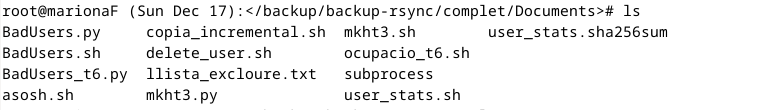 root@marionaF (Sun Dec 17):</backup/backup-rsync/complet/Documents># ls
BadUsers.py     copia_incremental.sh  mkht3.sh        user_stats.sha256sum
BadUsers.sh     delete_user.sh        ocupacio_t6.sh
BadUsers_t6.py  llista_excloure.txt   subprocess
asosh.sh        mkht3.py              user_stats.sh